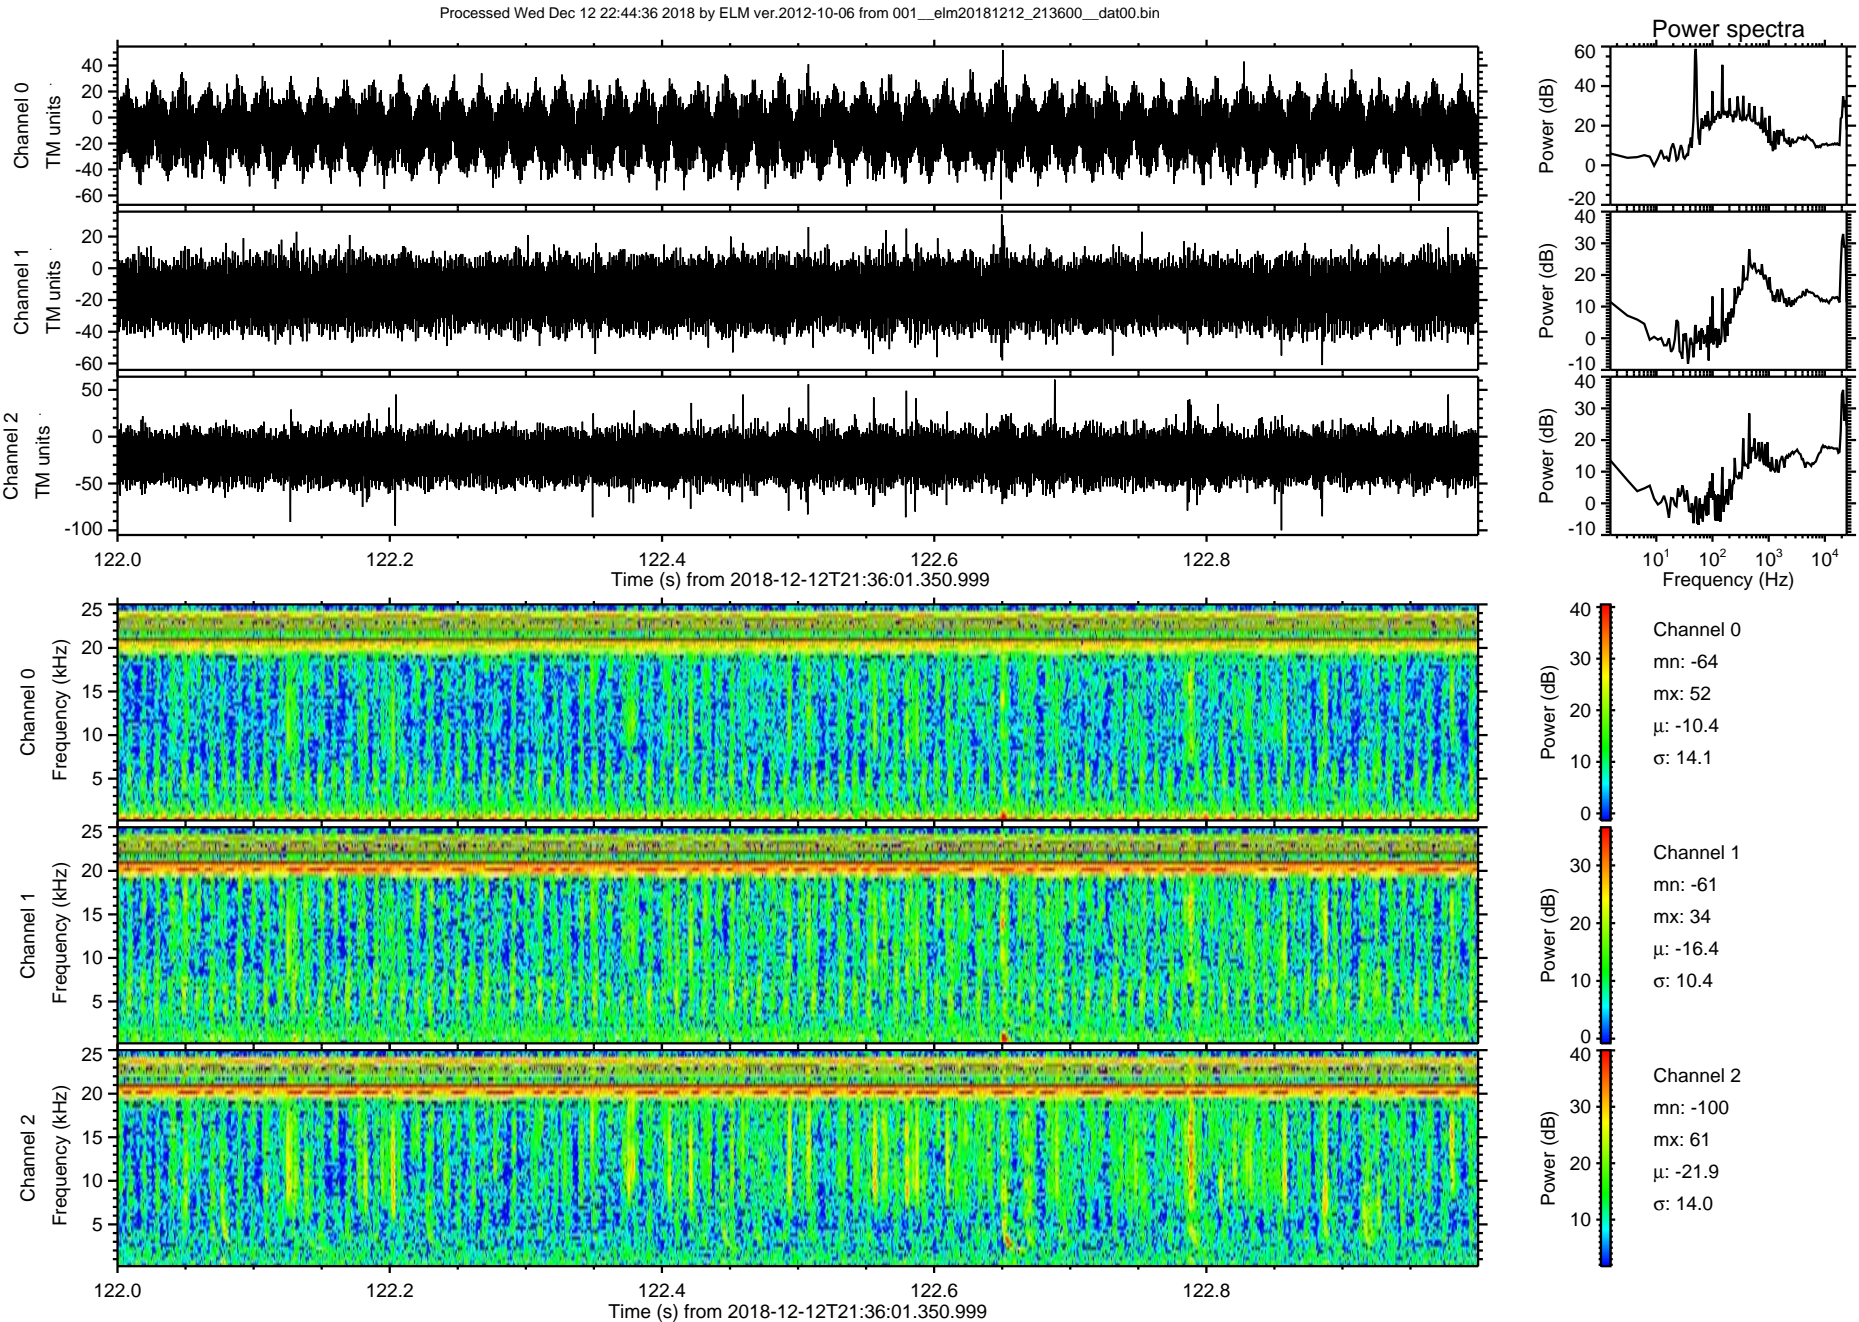 Processed Wed Dec 12 22:44:36 2018 by ELM ver.2012-10-06 from 001__elm20181212_213600__dat00.bin
Power spectra
Channel 0
TM units
40
20
0
-20
-40
-60
Power (dB)
60
40
20
0
-20
Channel 1
TM units
20
0
-20
-40
-60
Power (dB)
40
30
20
10
0
-10
Channel 2
TM units
50
0
-50
-100
Power (dB)
40
30
20
10
0
-10
122.0 122.2 122.4 122.6 122.8
Time (s) from 2018-12-12T21:36:01.350.999
10¹ 10² 10³ 10⁴
Frequency (Hz)
Channel 0
Frequency (kHz)
25
20
15
10
5
Power (dB)
40
30
20
10
0
Channel 0
mn: -64
mx: 52
μ: -10.4
σ: 14.1
Channel 1
Frequency (kHz)
25
20
15
10
5
Power (dB)
30
20
10
0
Channel 1
mn: -61
mx: 34
μ: -16.4
σ: 10.4
Channel 2
Frequency (kHz)
25
20
15
10
5
Power (dB)
40
30
20
10
Channel 2
mn: -100
mx: 61
μ: -21.9
σ: 14.0
122.0 122.2 122.4 122.6 122.8
Time (s) from 2018-12-12T21:36:01.350.999